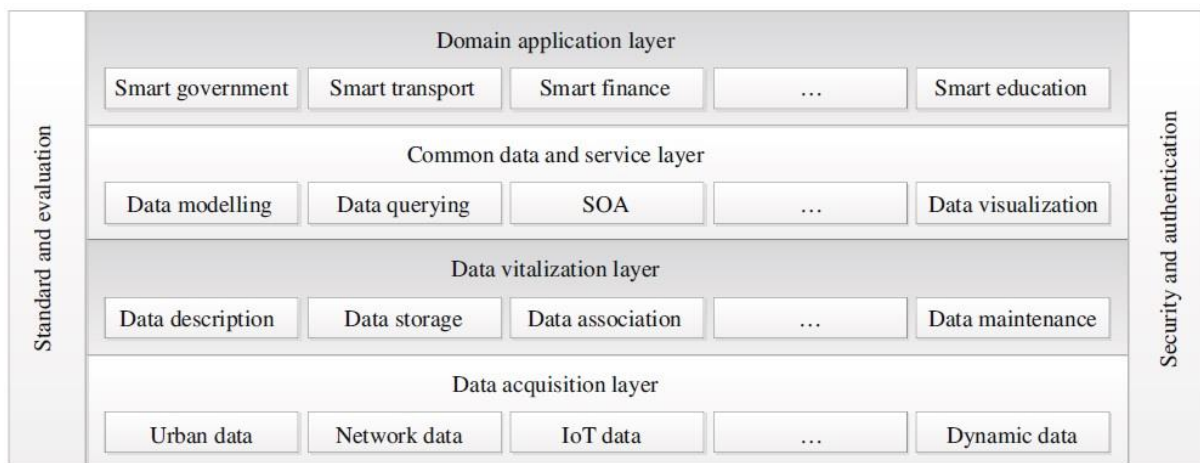 Standard and evaluation
Domain application layer
Smart government
Smart transport
Smart finance
...
Smart education
Common data and service layer
Data modelling
Data querying
SOA
...
Data visualization
Data vitalization layer
Data description
Data storage
Data association
...
Data maintenance
Data acquisition layer
Urban data
Network data
IoT data
...
Dynamic data
Security and authentication